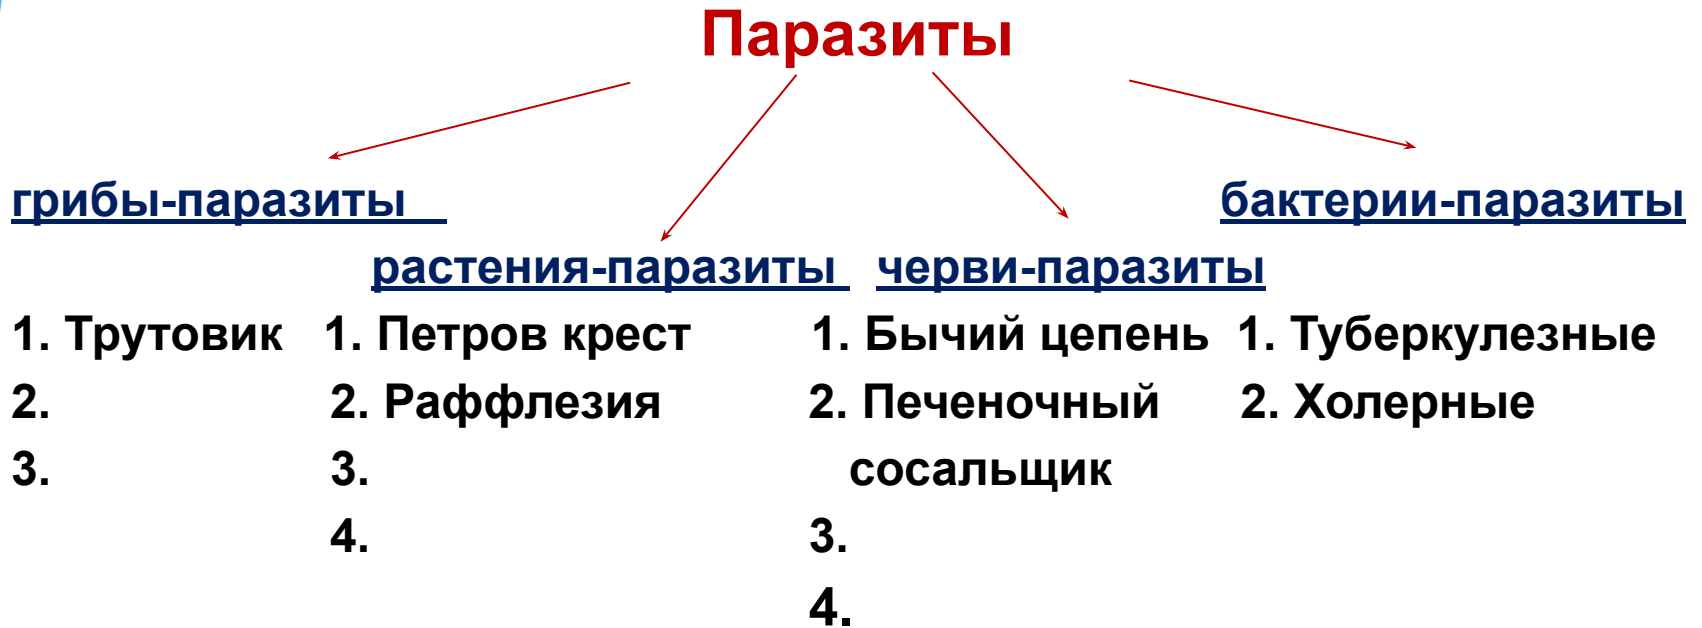 Паразиты
грибы-паразиты бактерии-паразиты
растения-паразиты черви-паразиты
1. Трутовик 1. Петров крест 1. Бычий цепень 1. Туберкулезные
2. 2. Раффлезия 2. Печеночный 2. Холерные
3. 3. сосальщик
4. 3.
4.